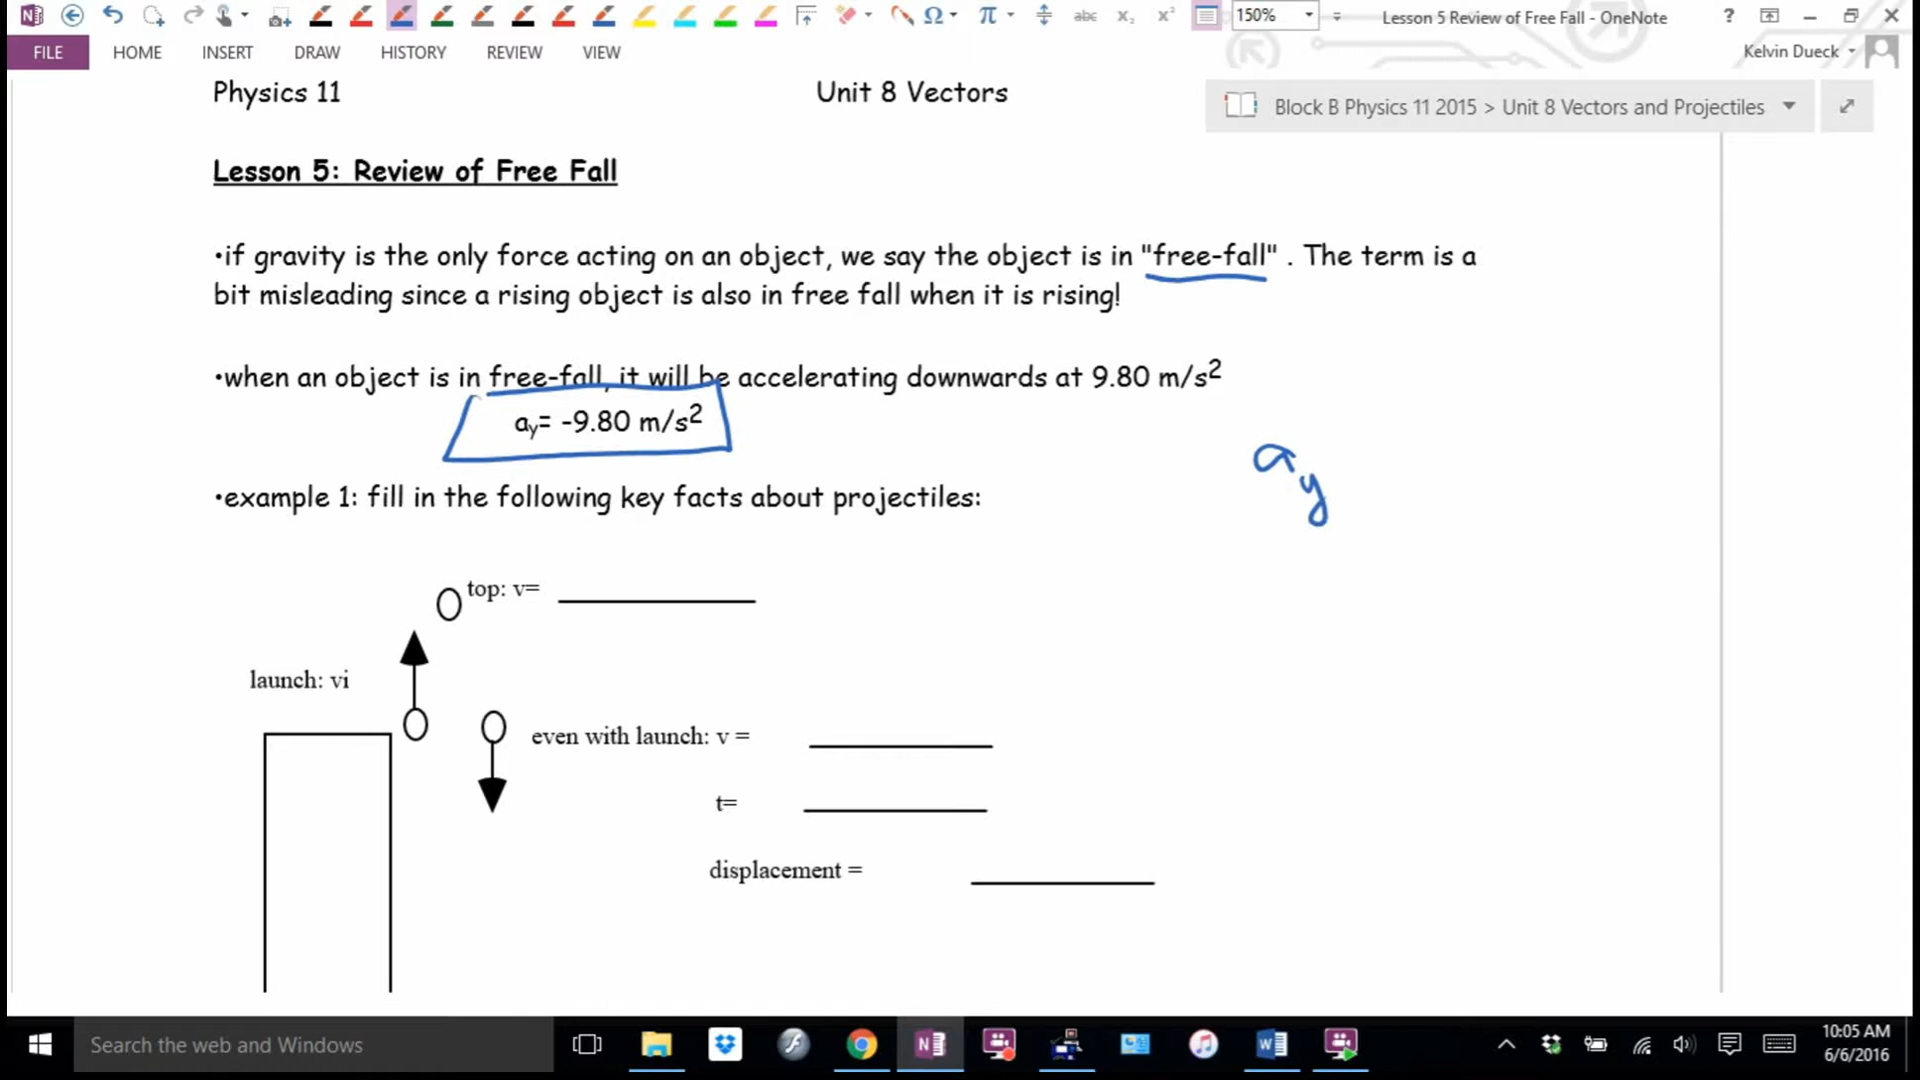 150%
Lesson 5 Review of Free Fall - OneNote
?
FILE
HOME
INSERT
DRAW
HISTORY
REVIEW
VIEW
Kelvin Dueck
Physics 11
Unit 8 Vectors
Block B Physics 11 2015 > Unit 8 Vectors and Projectiles
Lesson 5: Review of Free Fall
•if gravity is the only force acting on an object, we say the object is in "free-fall" . The term is a
bit misleading since a rising object is also in free fall when it is rising!
•when an object is in free-fall, it will be accelerating downwards at 9.80 m/s²
ay= -9.80 m/s²
ay
•example 1: fill in the following key facts about projectiles:
top: v=
launch: vi
even with launch: v =
t=
displacement =
Search the web and Windows
10:05 AM
6/6/2016